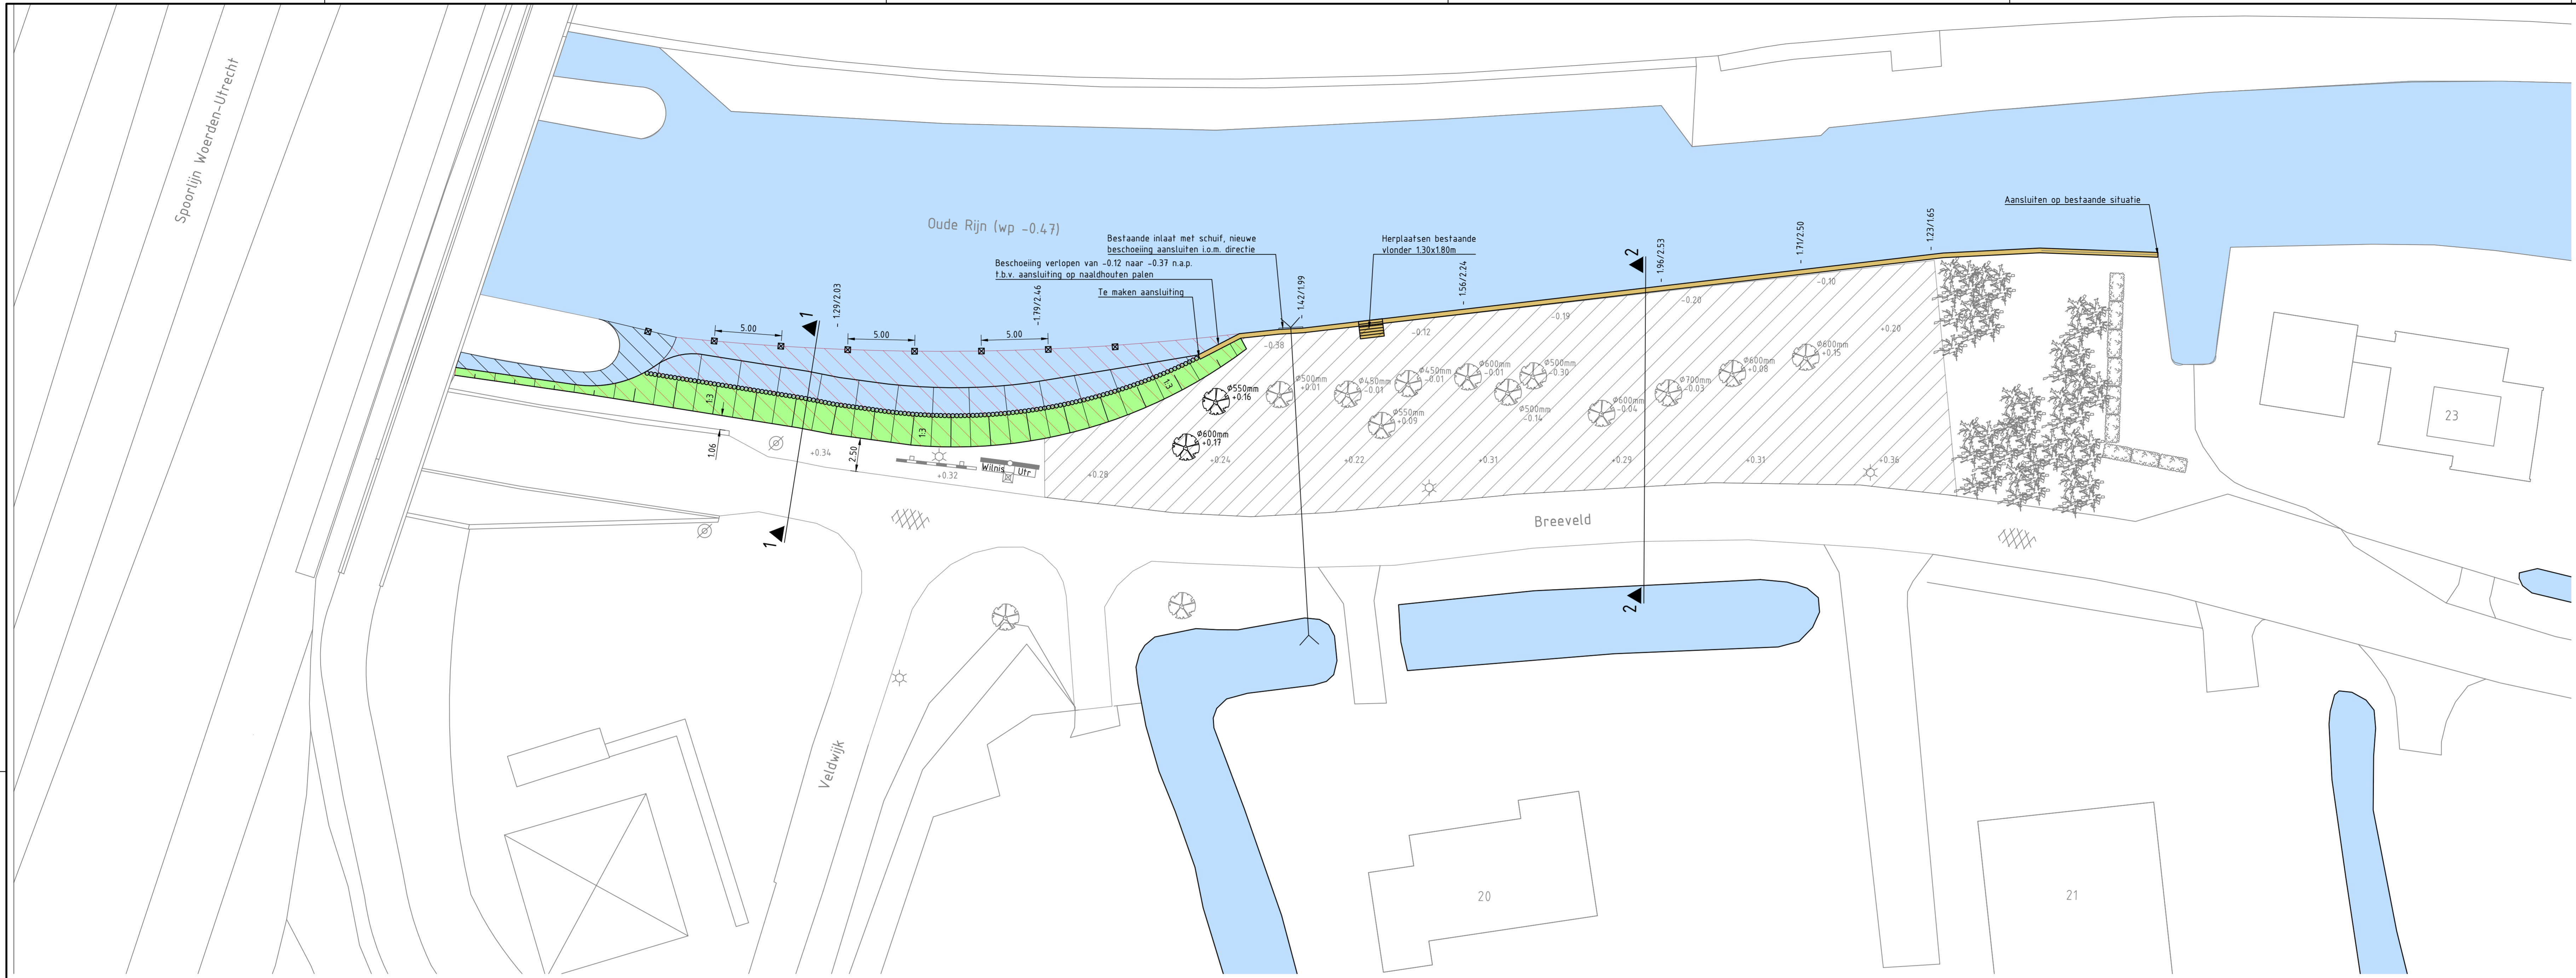 Spoorlijn Woerden-Utrecht
Oude Rijn (wp -0.47)
Bestaande inlaat met schuif, nieuwe
beschoeiing aansluiten i.o.m. directie
Beschoeiing verlopen van -0.12 naar -0.37 n.a.p.
t.b.v. aansluiting op naaldhouten palen
Te maken aansluiting
Herplaatsen bestaande
vlonder 1.30x1.80m
Aansluiten op bestaande situatie
- 1.29/2.03
-1.79/2.46
- 1.42/1.99
- 1.56/2.24
- 1.96/2.53
- 1.71/2.50
- 1.23/1.65
1
1
2
2
5.00
5.00
5.00
1:3
1:3
1:3
1.06
2.50
-0.38
-0.12
-0.19
-0.20
-0.10
+0.20
Ø550mm
+0.16
Ø600mm
+0.17
Ø500mm
+0.01
Ø480mm
-0.01
Ø550mm
+0.09
Ø450mm
-0.01
Ø600mm
-0.01
Ø500mm
-0.14
Ø500mm
-0.30
Ø600mm
-0.04
Ø700mm
-0.03
Ø600mm
+0.08
Ø600mm
+0.15
+0.34
+0.32
Wilnis
Utr
+0.28
+0.24
+0.22
+0.31
+0.29
+0.31
+0.36
Breeveld
Veldwijk
20
21
23